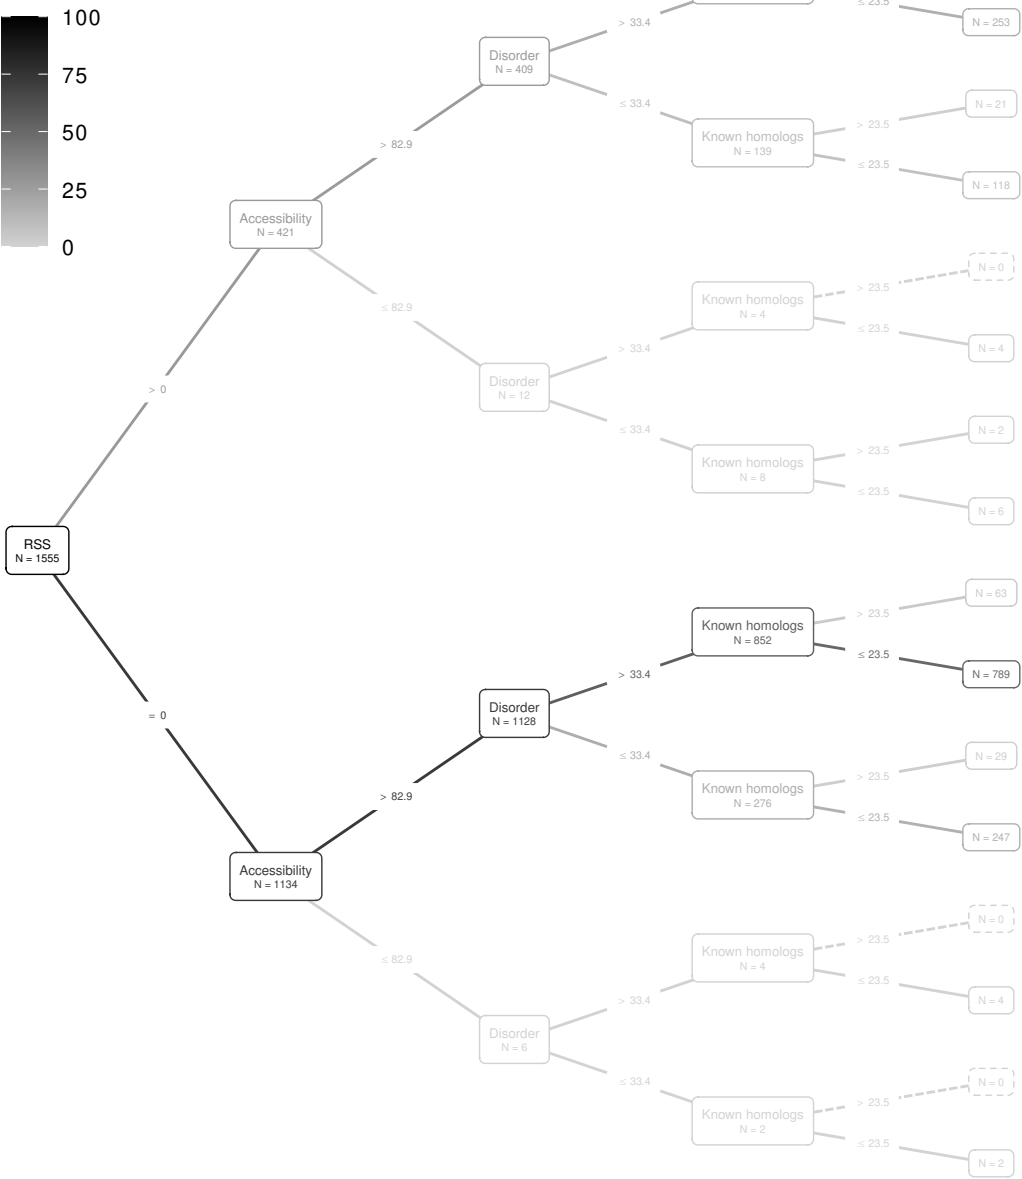 100
75
50
25
0
≤ 23.5
N = 253
> 33.4
Disorder
N = 409
≤ 33.4
N = 21
> 23.5
Known homologs
N = 139
≤ 23.5
N = 118
> 82.9
Accessibility
N = 421
≤ 82.9
N = 0
> 23.5
Known homologs
N = 4
≤ 23.5
N = 4
> 33.4
Disorder
N = 12
≤ 33.4
N = 2
> 23.5
Known homologs
N = 8
≤ 23.5
N = 6
> 0
RSS
N = 1555
= 0
N = 63
> 23.5
Known homologs
N = 852
≤ 23.5
N = 789
> 33.4
Disorder
N = 1128
≤ 33.4
N = 29
> 23.5
Known homologs
N = 276
≤ 23.5
N = 247
> 82.9
Accessibility
N = 1134
≤ 82.9
N = 0
> 23.5
Known homologs
N = 4
≤ 23.5
N = 4
> 33.4
Disorder
N = 6
≤ 33.4
N = 0
> 23.5
Known homologs
N = 2
≤ 23.5
N = 2